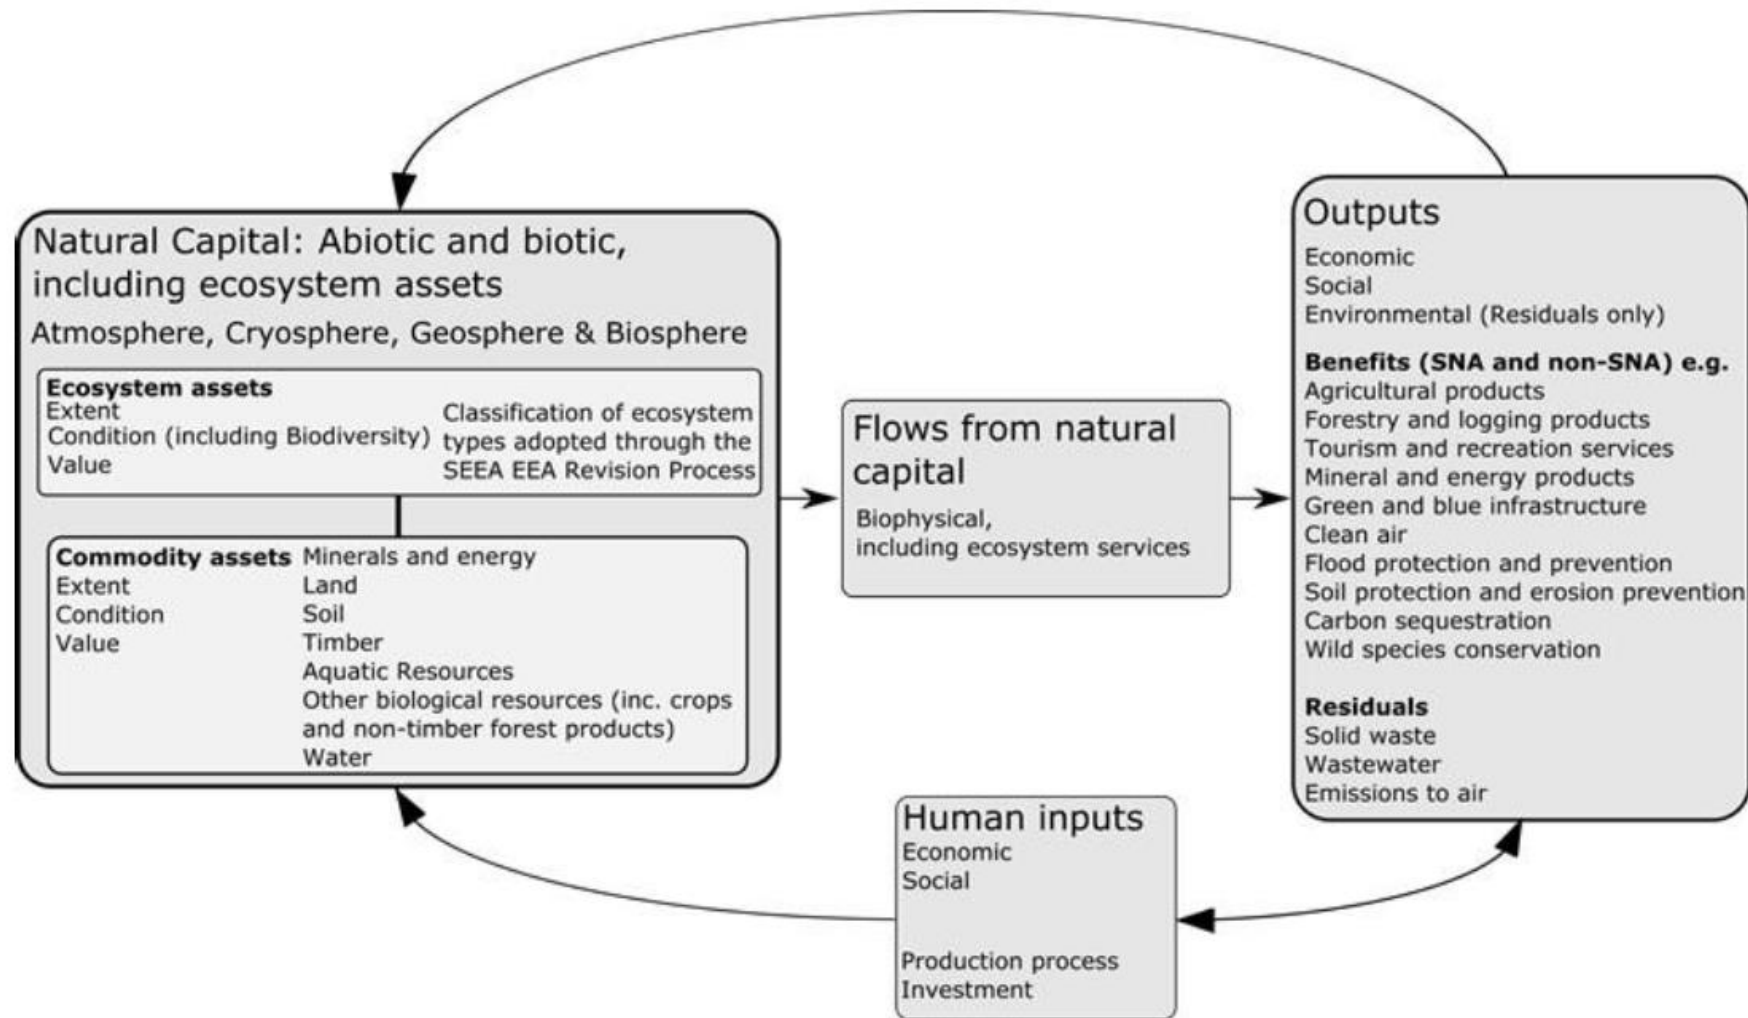 Natural Capital: Abiotic and biotic,
including ecosystem assets
Atmosphere, Cryosphere, Geosphere & Biosphere
Ecosystem assets
Extent
Condition (including Biodiversity)
Value
Classification of ecosystem
types adopted through the
SEEA EEA Revision Process
Commodity assets
Extent
Condition
Value
Minerals and energy
Land
Soil
Timber
Aquatic Resources
Other biological resources (inc. crops
and non-timber forest products)
Water
Flows from natural
capital
Biophysical,
including ecosystem services
Outputs
Economic
Social
Environmental (Residuals only)
Benefits (SNA and non-SNA) e.g.
Agricultural products
Forestry and logging products
Tourism and recreation services
Mineral and energy products
Green and blue infrastructure
Clean air
Flood protection and prevention
Soil protection and erosion prevention
Carbon sequestration
Wild species conservation
Residuals
Solid waste
Wastewater
Emissions to air
Human inputs
Economic
Social
Production process
Investment